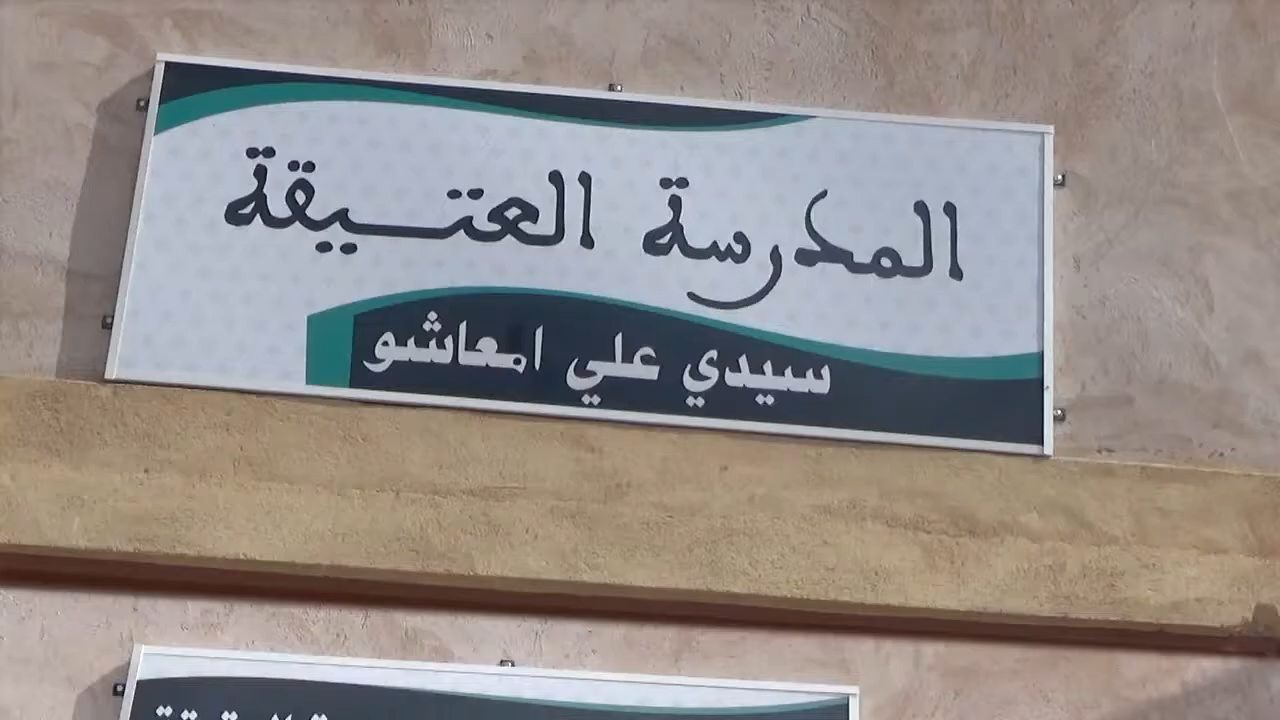 المدرسة العتيقة
سيدي علي امعاشو